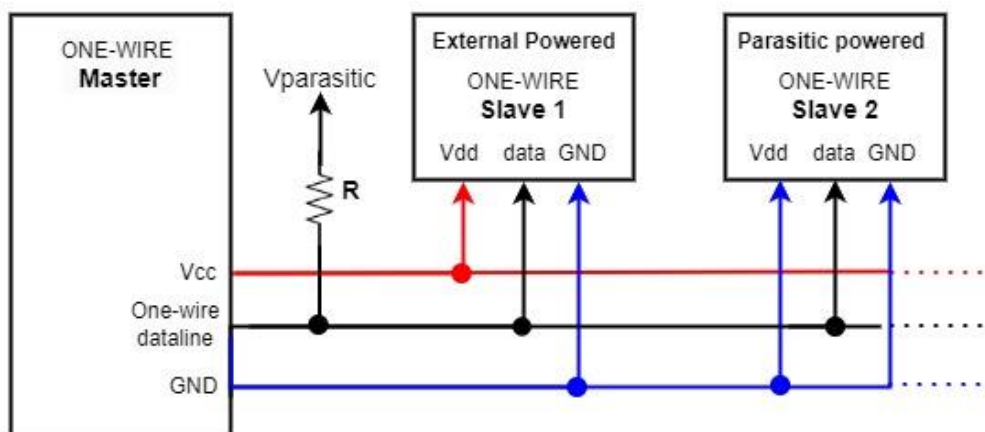 ONE-WIRE
Master
Vparasitic
R
Vcc
One-wire
dataline
GND
External Powered
ONE-WIRE
Slave 1
Vdd data GND
Parasitic powered
ONE-WIRE
Slave 2
Vdd data GND